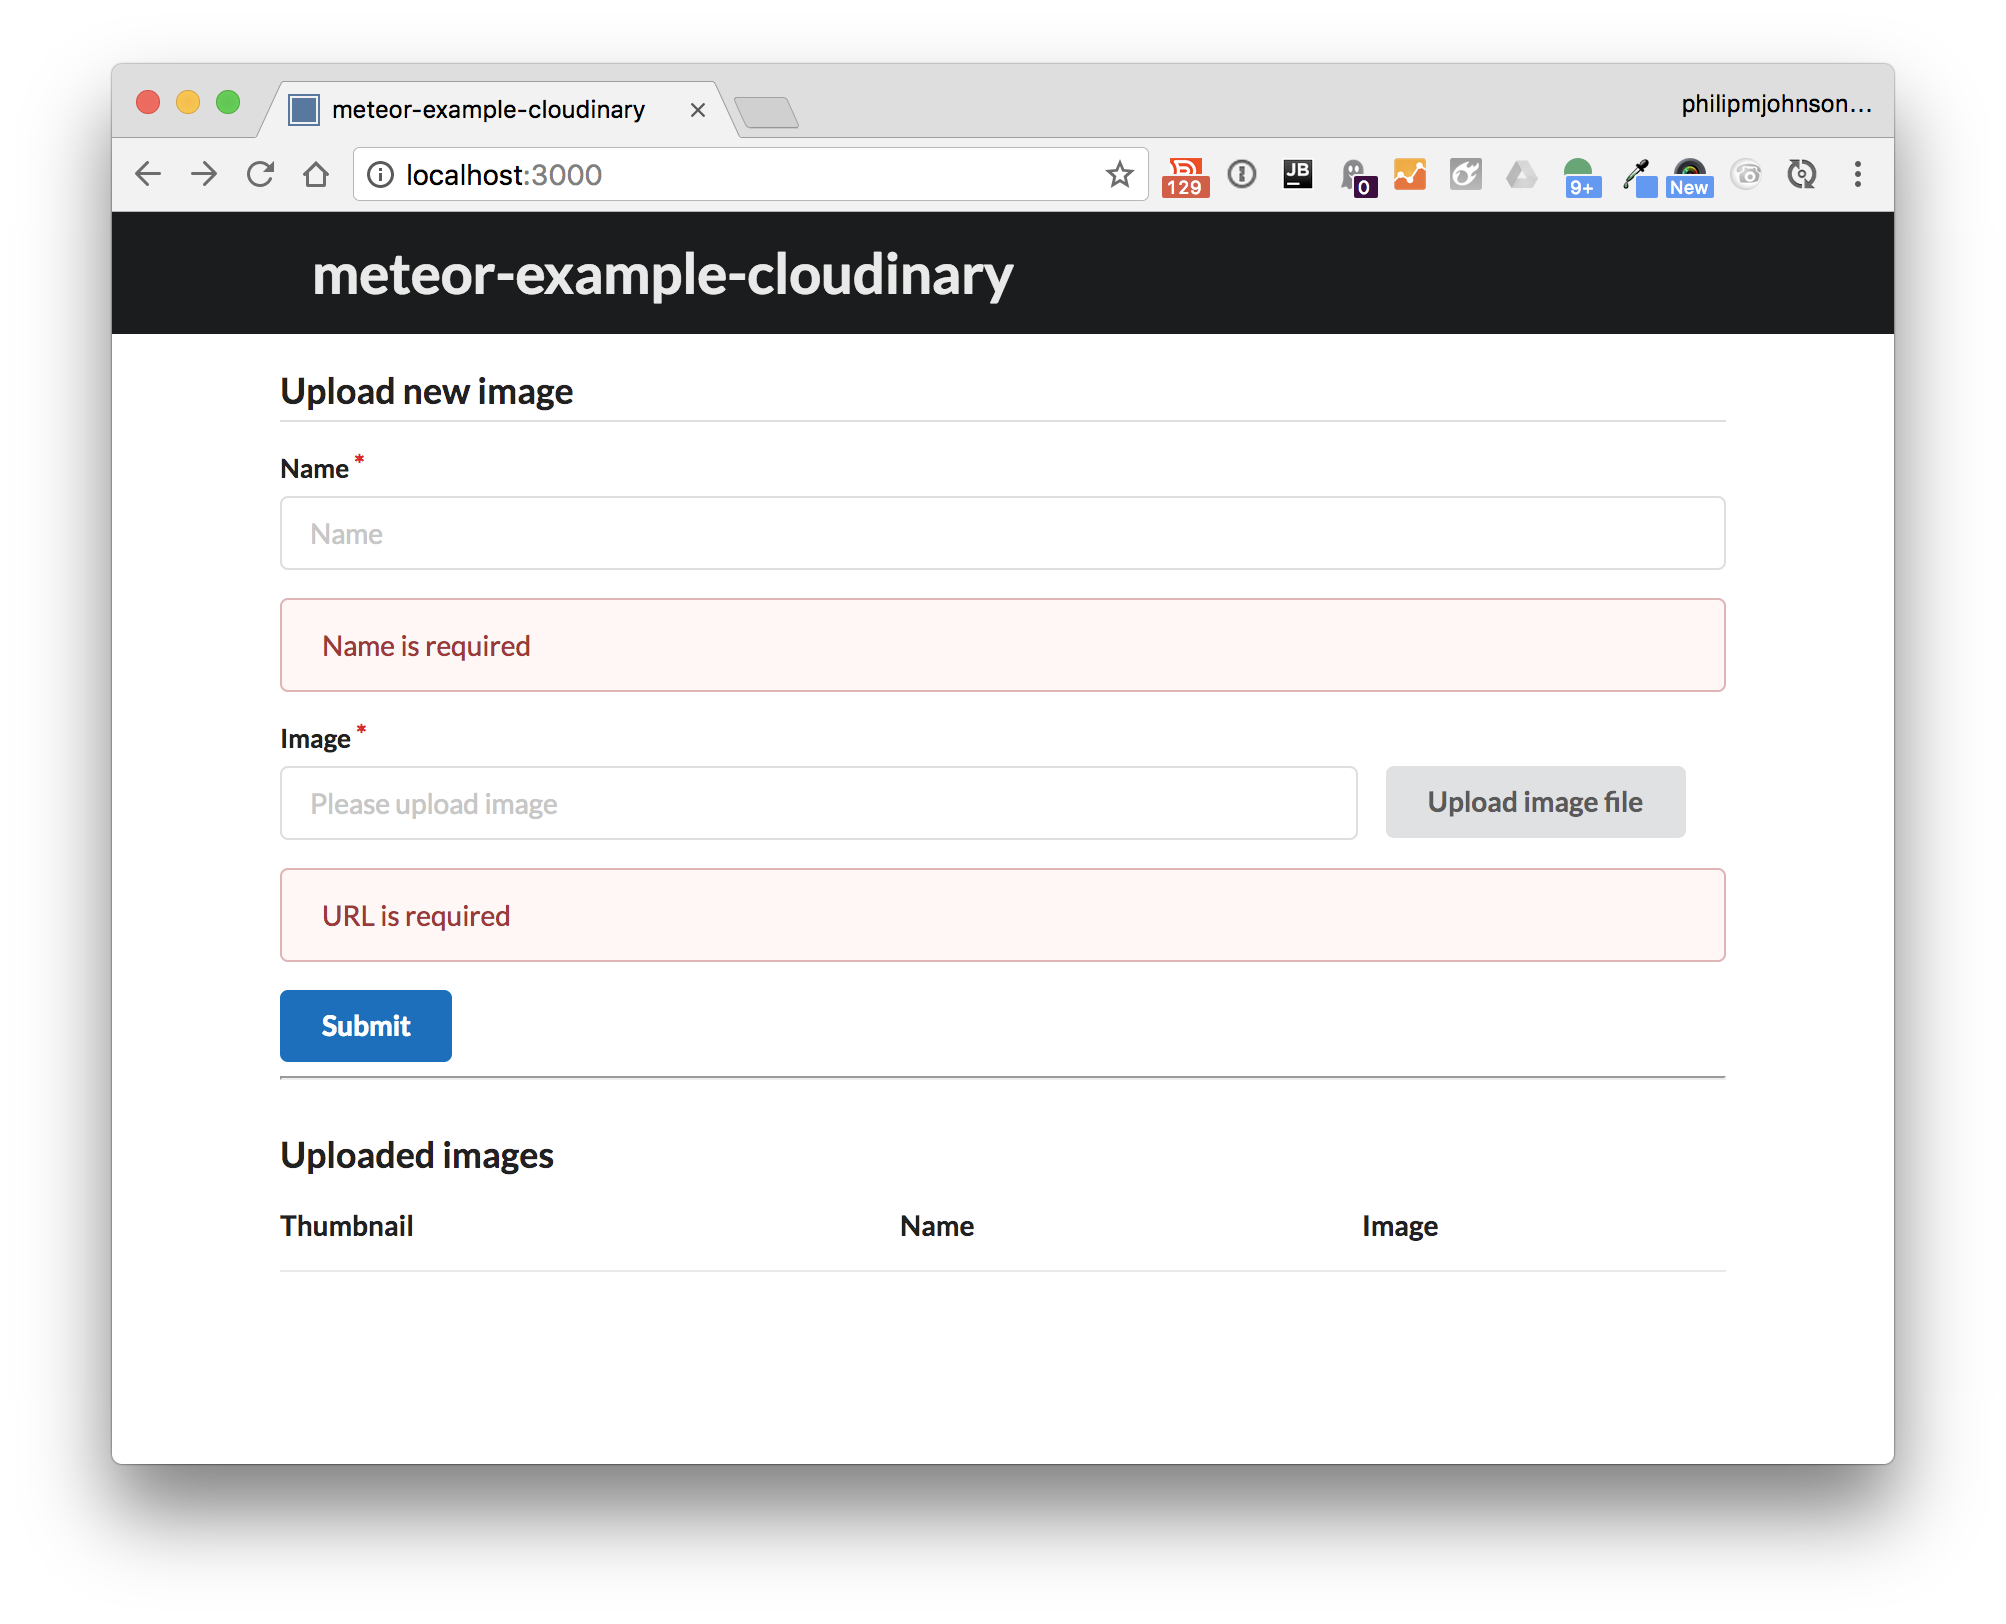 meteor-example-cloudinary
philipmjohnson...
localhost:3000
129
JB
0
9+
New
meteor-example-cloudinary
Upload new image
Name *
Name
Name is required
Image *
Please upload image
Upload image file
URL is required
Submit
Uploaded images
Thumbnail Name Image